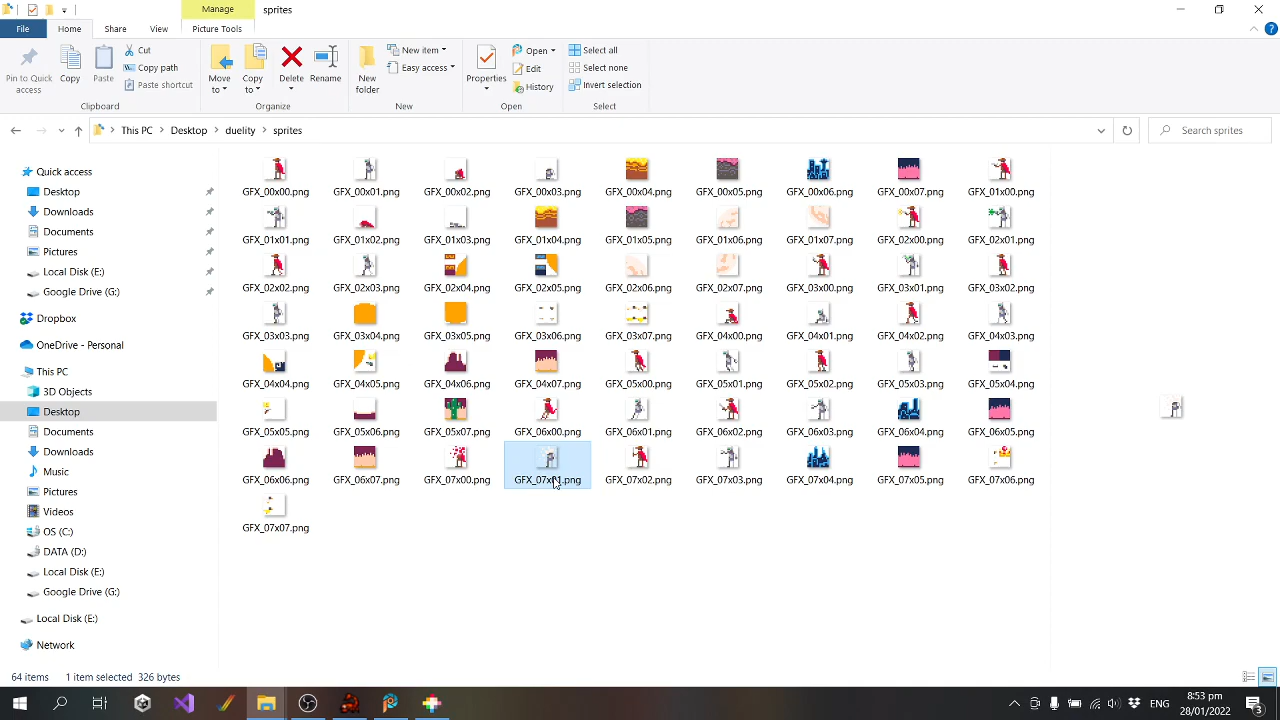 Manage
sprites
File
Home
Share
View
Picture Tools
Pin to Quick access
Copy
Paste
Cut
Copy path
Paste shortcut
Clipboard
Move to
Copy to
Delete
Rename
Organize
New folder
New item
Easy access
New
Properties
Open
Edit
History
Open
Select all
Select none
Invert selection
Select
This PC
Desktop
duelity
sprites
Search sprites
Quick access
Desktop
Downloads
Documents
Pictures
Local Disk (E:)
Google Drive (G:)
Dropbox
OneDrive - Personal
This PC
3D Objects
Desktop
Documents
Downloads
Music
Pictures
Videos
OS (C:)
DATA (D:)
Local Disk (E:)
Google Drive (G:)
Local Disk (E:)
Network
GFX_00x00.png GFX_00x01.png GFX_00x02.png GFX_00x03.png GFX_00x04.png GFX_00x05.png GFX_00x06.png GFX_00x07.png GFX_01x00.png
GFX_01x01.png GFX_01x02.png GFX_01x03.png GFX_01x04.png GFX_01x05.png GFX_01x06.png GFX_01x07.png GFX_02x00.png GFX_02x01.png
GFX_02x02.png GFX_02x03.png GFX_02x04.png GFX_02x05.png GFX_02x06.png GFX_02x07.png GFX_03x00.png GFX_03x01.png GFX_03x02.png
GFX_03x03.png GFX_03x04.png GFX_03x05.png GFX_03x06.png GFX_03x07.png GFX_04x00.png GFX_04x01.png GFX_04x02.png GFX_04x03.png
GFX_04x04.png GFX_04x05.png GFX_04x06.png GFX_04x07.png GFX_05x00.png GFX_05x01.png GFX_05x02.png GFX_05x03.png GFX_05x04.png
GFX_05x05.png GFX_05x06.png GFX_05x07.png GFX_06x00.png GFX_06x01.png GFX_06x02.png GFX_06x03.png GFX_06x04.png GFX_06x05.png
GFX_06x06.png GFX_06x07.png GFX_07x00.png GFX_07x01.png GFX_07x02.png GFX_07x03.png GFX_07x04.png GFX_07x05.png GFX_07x06.png
GFX_07x07.png
64 items 1 item selected 326 bytes
8:53 pm
28/01/2022
3